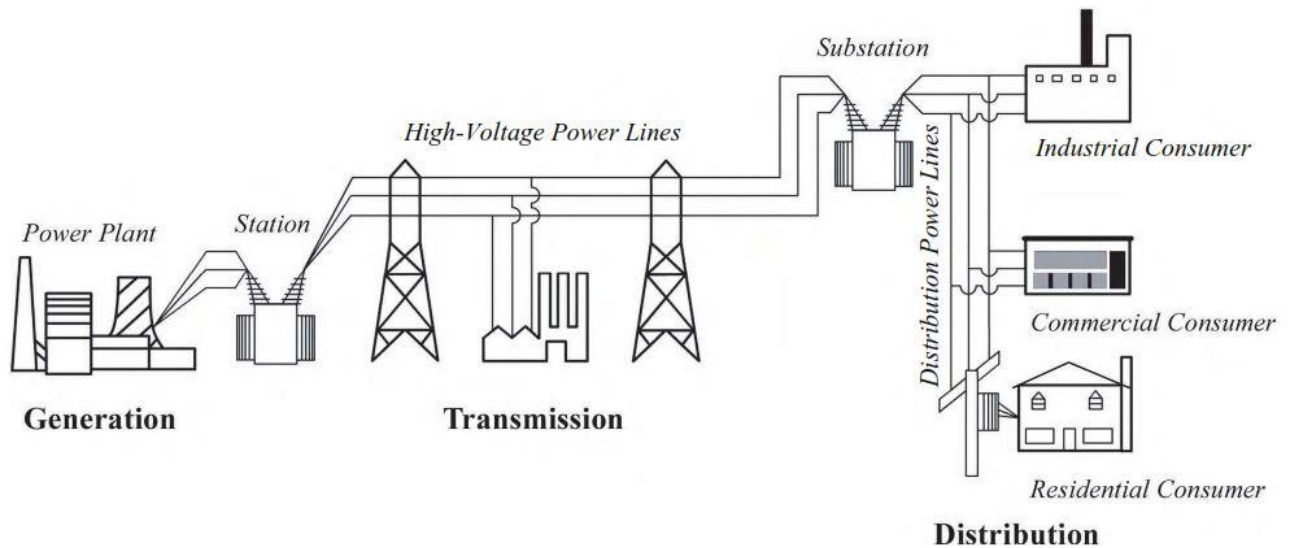 Substation
High-Voltage Power Lines
Industrial Consumer
Station
Power Plant
Distribution Power Lines
Commercial Consumer
Generation
Transmission
Residential Consumer
Distribution